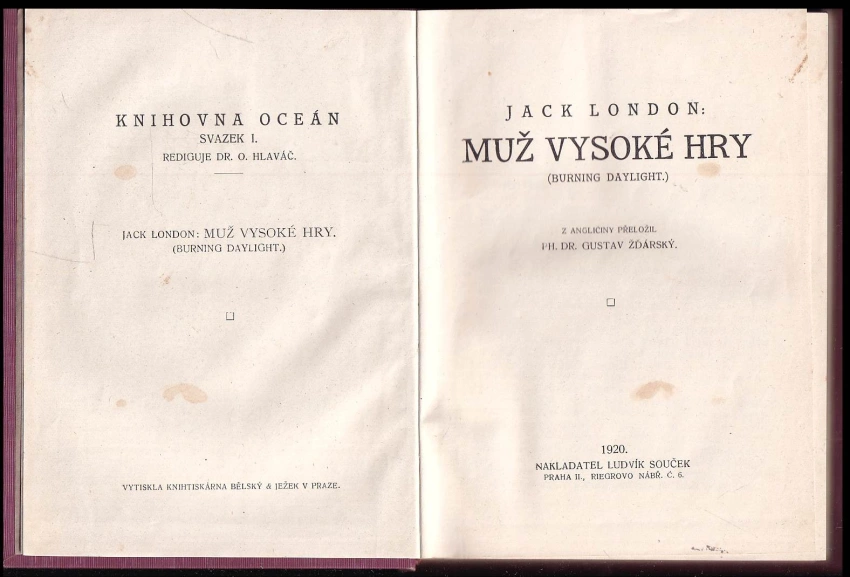 KNIHOVNA OCEÁN
SVAZEK I.
REDIGUJE DR. O. HLAVÁČ.
JACK LONDON: MUŽ VYSOKÉ HRY.
(BURNING DAYLIGHT.)
VYTISKLA KNIHTISKÁRNA BĚLSKÝ & JEŽEK V PRAZE.
JACK LONDON:
MUŽ VYSOKÉ HRY
(BURNING DAYLIGHT.)
Z ANGLIČINY PŘELOŽIL
PH. DR. GUSTAV ŽĎÁRSKÝ.
1920.
NAKLADATEL LUDVÍK SOUČEK
PRAHA II., RIEGROVO NÁBŘ. Č. 6.